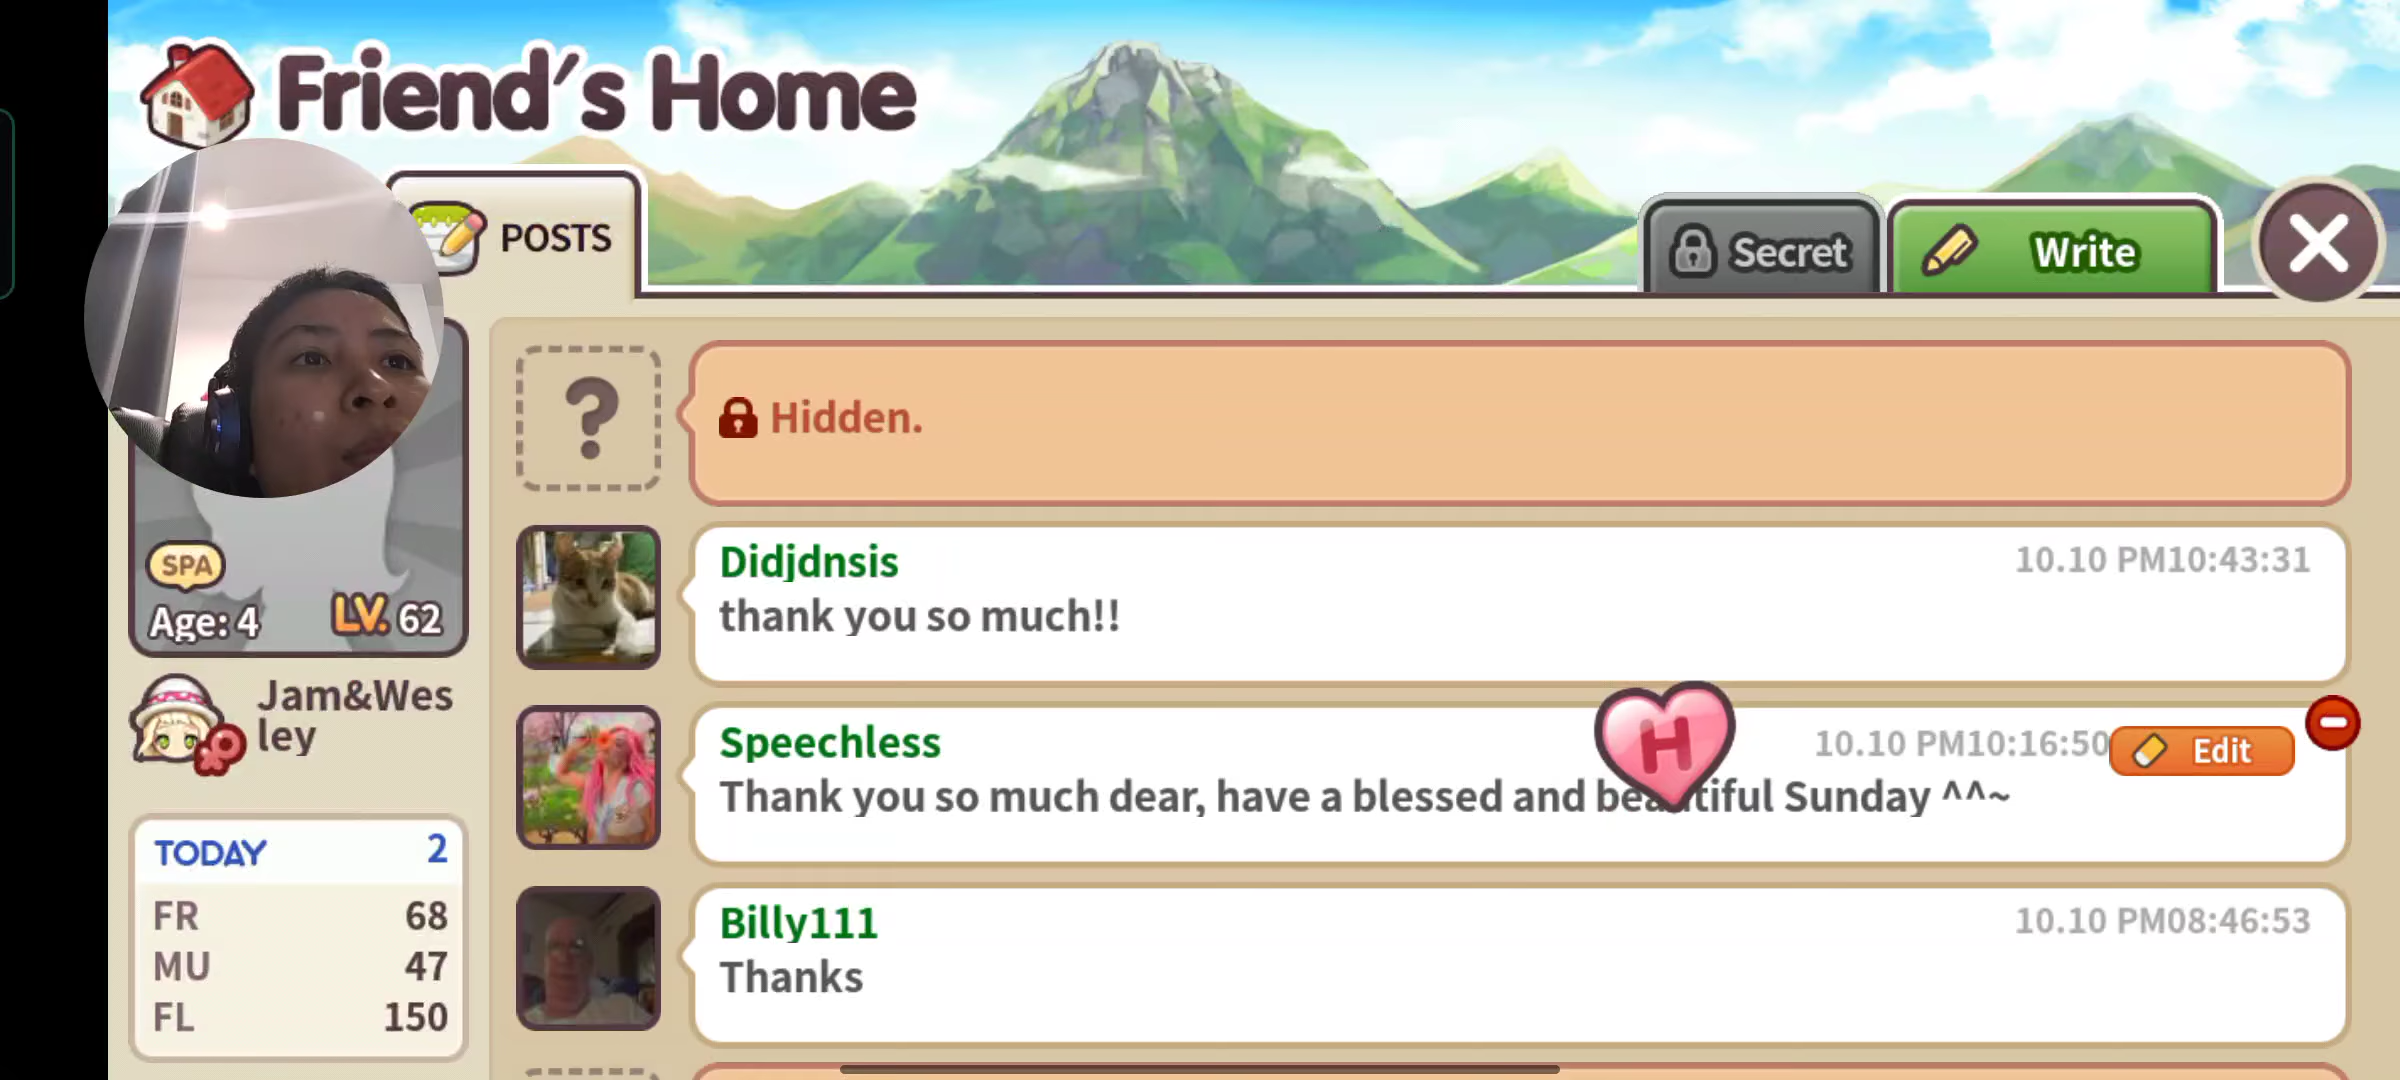 Friend's Home
POSTS
Secret
Write
Hidden.
SPA
Age: 4
LV. 62
Jam&Wes
ley
TODAY 2
FR 68
MU 47
FL 150
Didjdnsis
10.10 PM10:43:31
thank you so much!!
Speechless
10.10 PM10:16:50
Edit
H
Thank you so much dear, have a blessed and beautiful Sunday ^^~
Billy111
10.10 PM08:46:53
Thanks